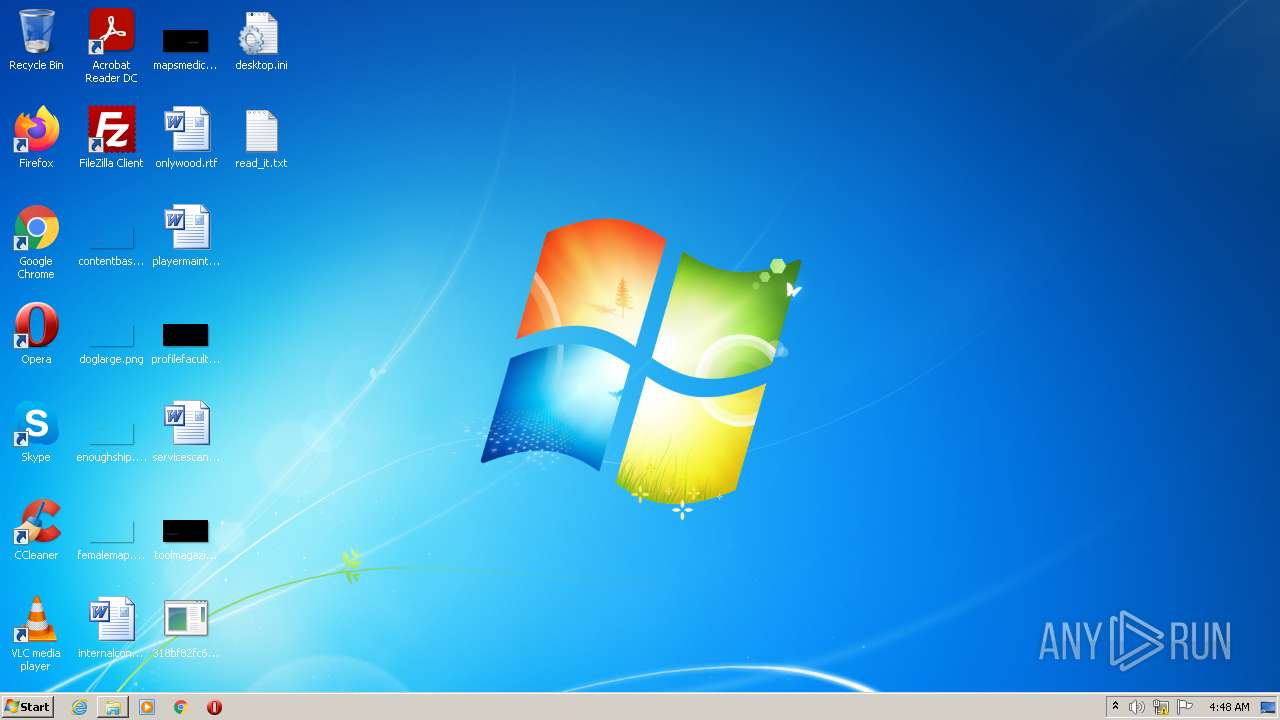 Recycle Bin
Acrobat
Reader DC
mapsmedic...
desktop.ini
Firefox
FileZilla Client
onlywood.rtf
read_it.txt
Google
Chrome
contentbas...
playermaint...
Opera
doglarge.png
profilefacult...
Skype
enoughship....
servicescan...
CCleaner
femalemap....
toolmagazi...
VLC media
player
internalcon...
318bf82fc6...
ANY RUN
Start
4:48 AM